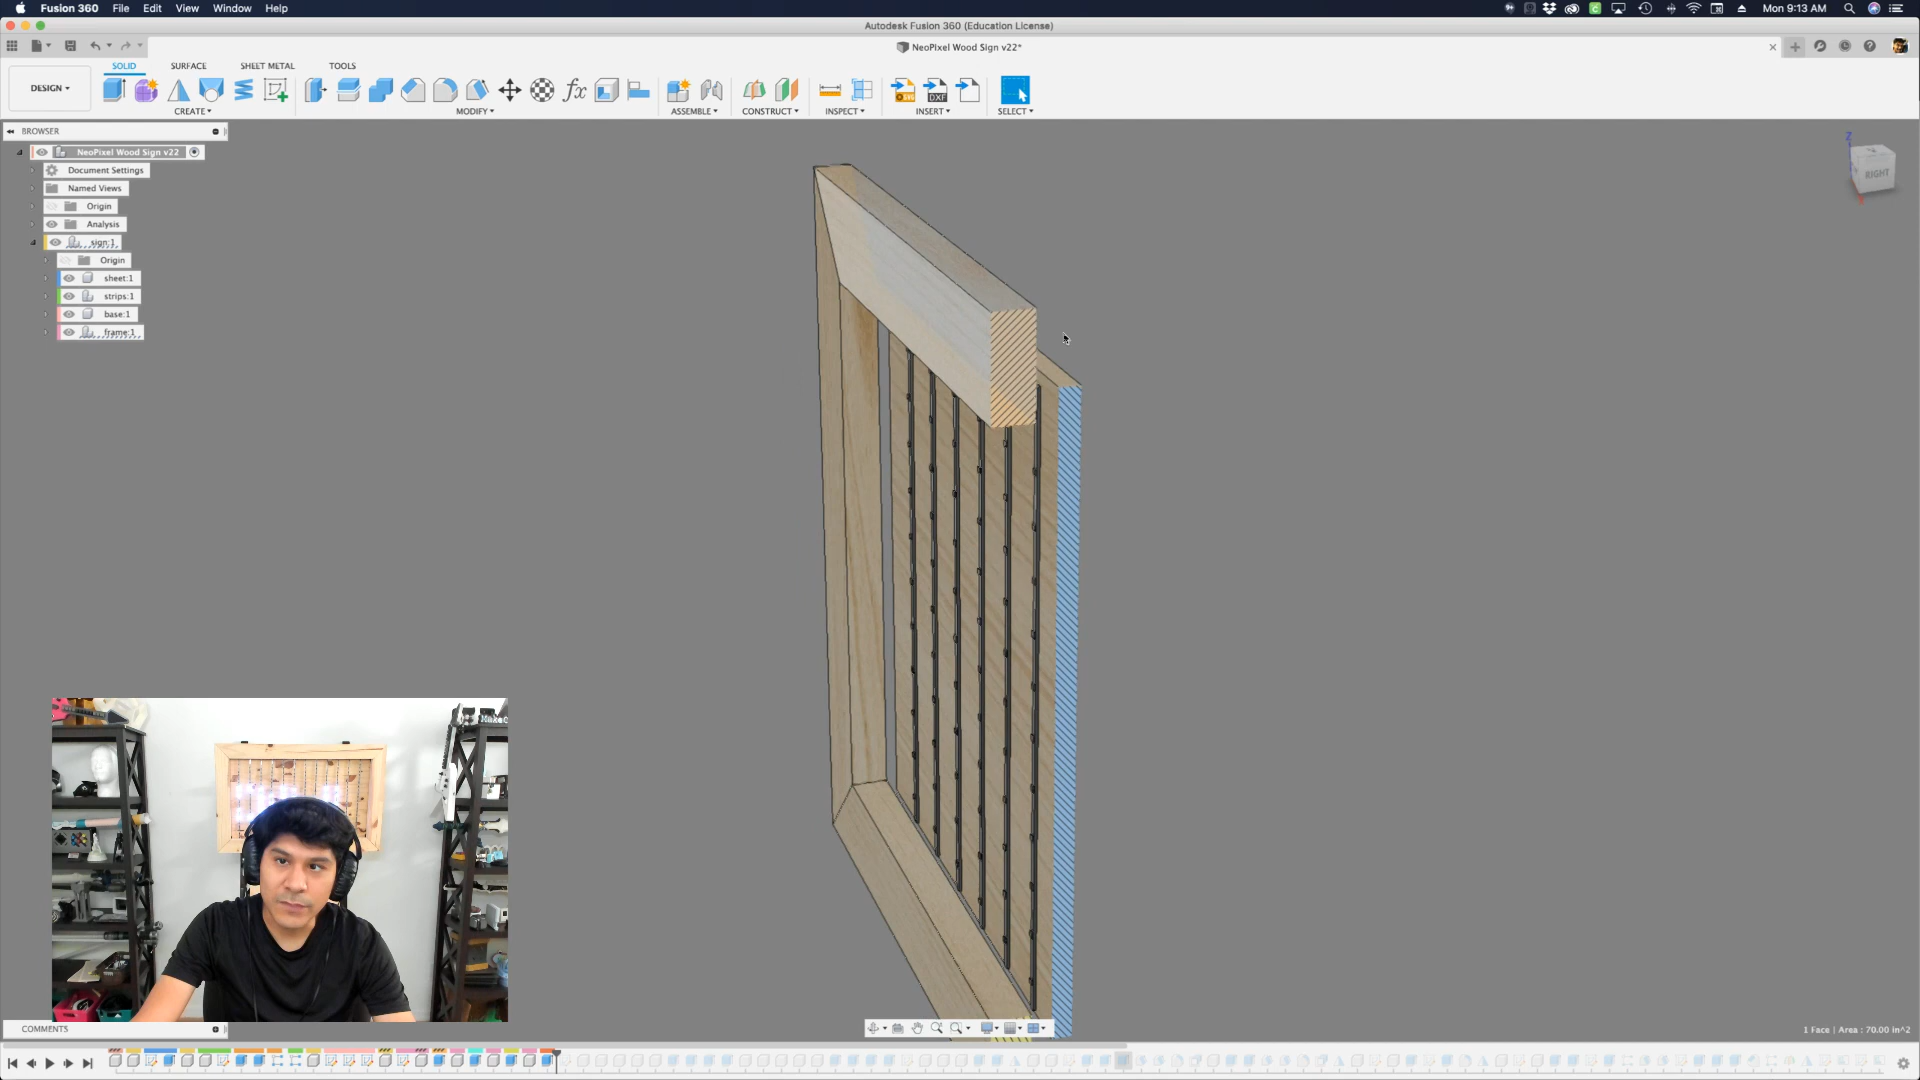 Fusion 360 File Edit View Window Help
Mon 9:13 AM
Autodesk Fusion 360 (Education License)
NeoPixel Wood Sign v22*
SOLID SURFACE SHEET METAL TOOLS
DESIGN
CREATE MODIFY ASSEMBLE CONSTRUCT INSPECT INSERT SELECT
BROWSER
NeoPixel Wood Sign v22
Document Settings
Named Views
Origin
Analysis
sign:1
Origin
sheet:1
strips:1
base:1
frame:1
Z
RIGHT
COMMENTS
1 Face | Area : 70.00 in^2